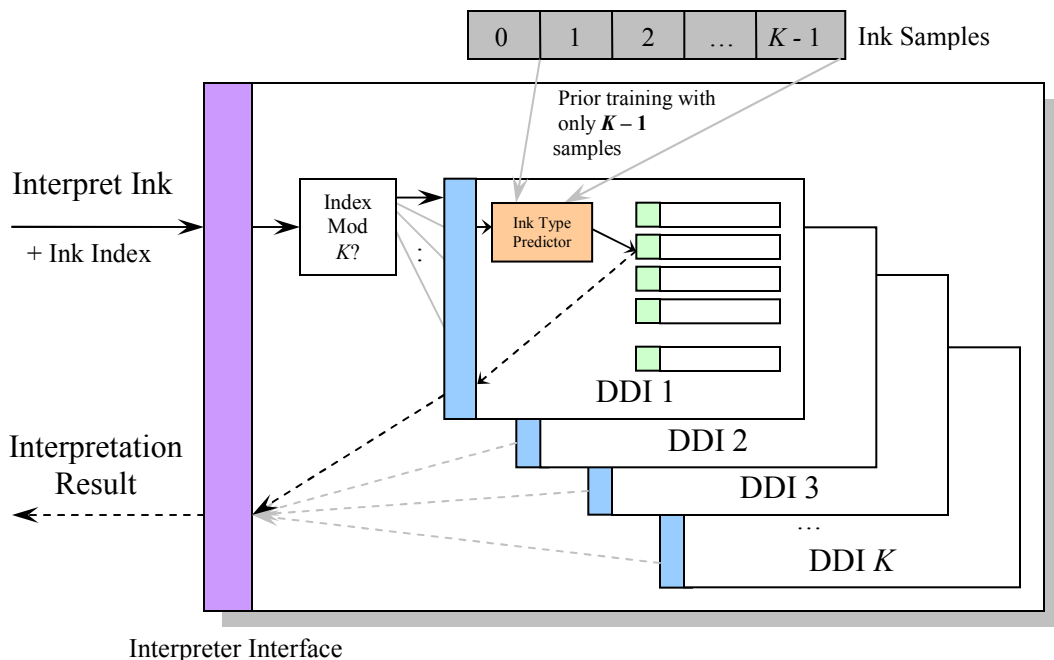 0 1 2 … K - 1 Ink Samples
Prior training with
only K – 1
samples
Interpret Ink
+ Ink Index
Index
Mod
K?
:
Ink Type
Predictor
DDI 1
DDI 2
DDI 3
…
DDI K
Interpretation
Result
Interpreter Interface